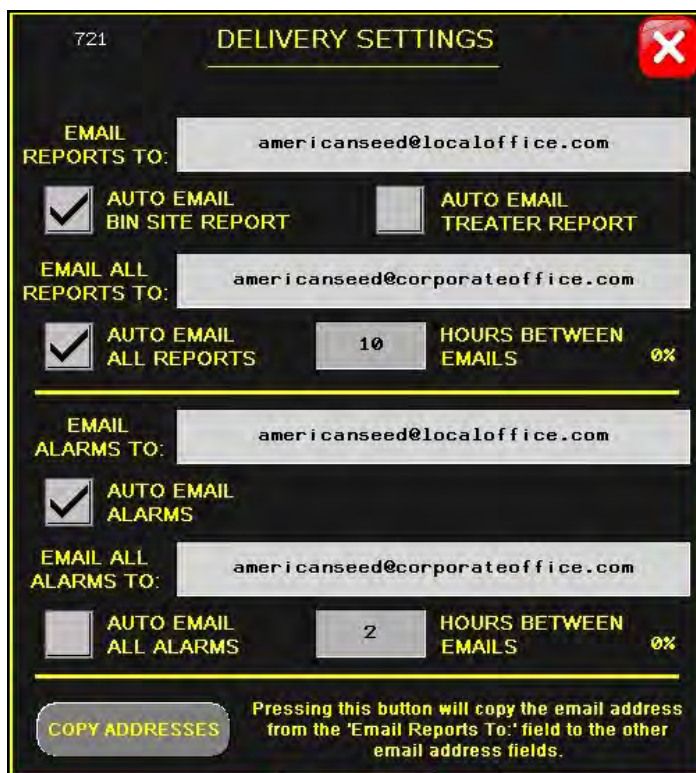 721 DELIVERY SETTINGS
EMAIL
REPORTS TO:
americanseed@localoffice.com
AUTO EMAIL
BIN SITE REPORT
AUTO EMAIL
TREATER REPORT
EMAIL ALL
REPORTS TO:
americanseed@corporateoffice.com
AUTO EMAIL
ALL REPORTS
10
HOURS BETWEEN
EMAILS
0%
EMAIL
ALARMS TO:
americanseed@localoffice.com
AUTO EMAIL
ALARMS
EMAIL ALL
ALARMS TO:
americanseed@corporateoffice.com
AUTO EMAIL
ALL ALARMS
2
HOURS BETWEEN
EMAILS
0%
COPY ADDRESSES
Pressing this button will copy the email address
from the 'Email Reports To:' field to the other
email address fields.